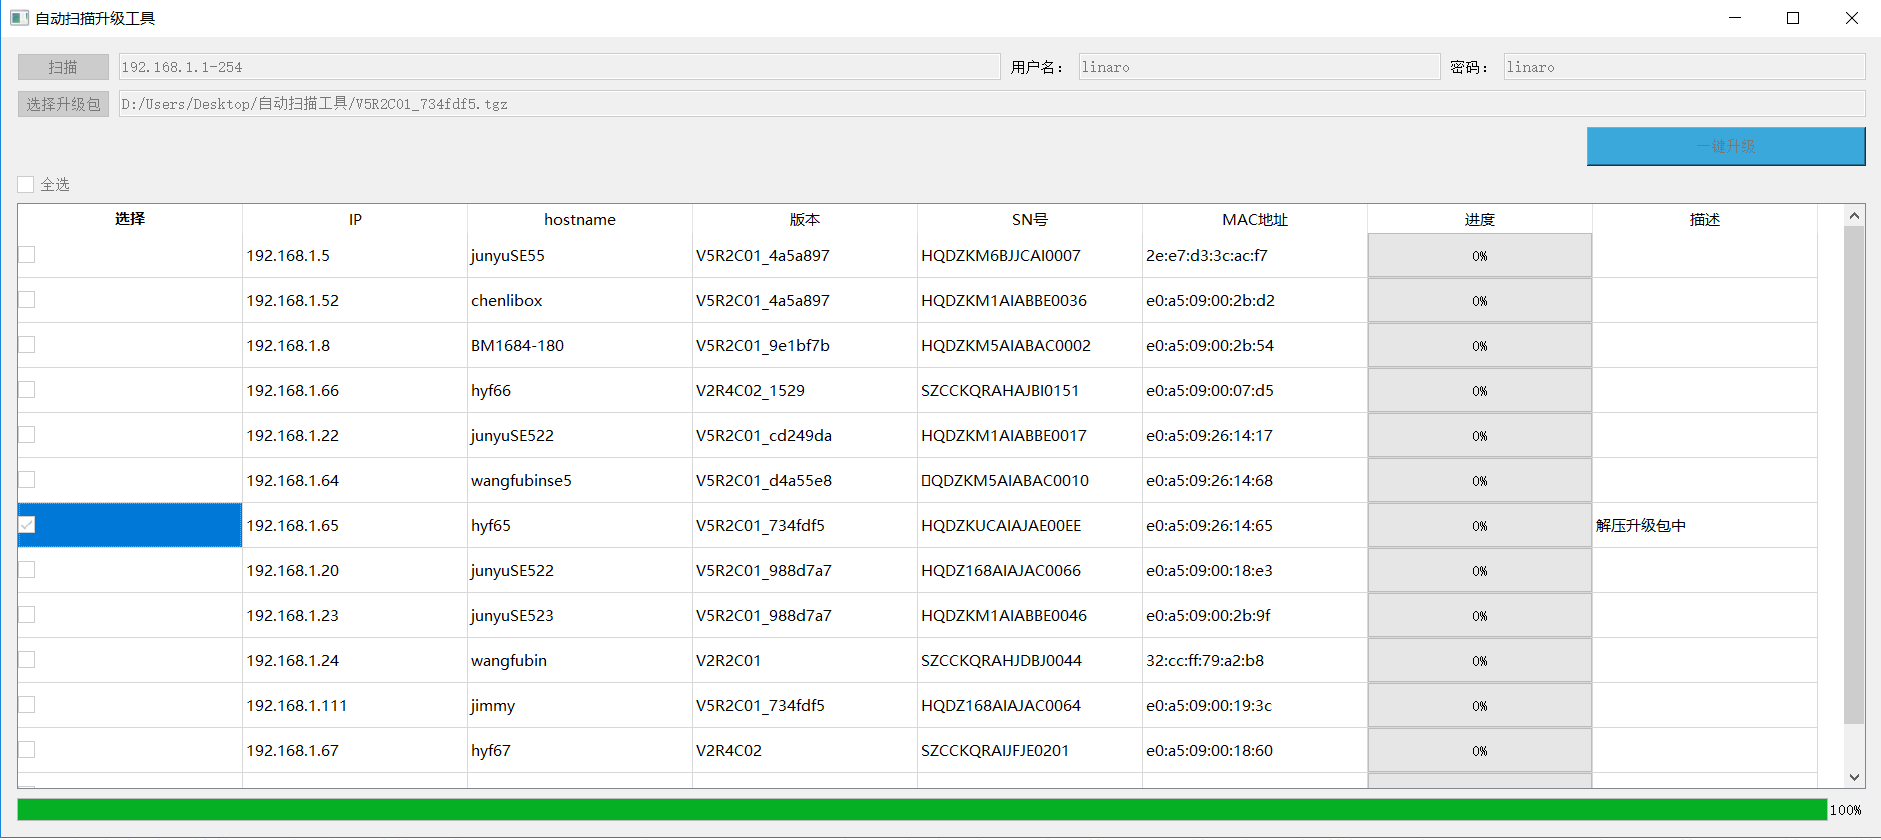 自动扫描升级工具
扫描 192.168.1.1-254 用户名： linaro 密码： linaro
选择升级包 D:/Users/Desktop/自动扫描工具/V5R2C01_734fdf5.tgz
一键升级
全选
选择 IP hostname 版本 SN号 MAC地址 进度 描述
192.168.1.5 junyuSE55 V5R2C01_4a5a897 HQDZKM6BJJCAI0007 2e:e7:d3:3c:ac:f7 0%
192.168.1.52 chenlibox V5R2C01_4a5a897 HQDZKM1AIABBE0036 e0:a5:09:00:2b:d2 0%
192.168.1.8 BM1684-180 V5R2C01_9e1bf7b HQDZKM5AIABAC0002 e0:a5:09:00:2b:54 0%
192.168.1.66 hyf66 V2R4C02_1529 SZCCKQRAHAJBI0151 e0:a5:09:00:07:d5 0%
192.168.1.22 junyuSE522 V5R2C01_cd249da HQDZKM1AIABBE0017 e0:a5:09:26:14:17 0%
192.168.1.64 wangfubinse5 V5R2C01_d4a55e8 QDZKM5AIABAC0010 e0:a5:09:26:14:68 0%
192.168.1.65 hyf65 V5R2C01_734fdf5 HQDZKUCAIAJAE00EE e0:a5:09:26:14:65 0% 解压升级包中
192.168.1.20 junyuSE522 V5R2C01_988d7a7 HQDZ168AIAJAC0066 e0:a5:09:00:18:e3 0%
192.168.1.23 junyuSE523 V5R2C01_988d7a7 HQDZKM1AIABBE0046 e0:a5:09:00:2b:9f 0%
192.168.1.24 wangfubin V2R2C01 SZCCKQRAHJDBJ0044 32:cc:ff:79:a2:b8 0%
192.168.1.111 jimmy V5R2C01_734fdf5 HQDZ168AIAJAC0064 e0:a5:09:00:19:3c 0%
192.168.1.67 hyf67 V2R4C02 SZCCKQRAIJFJE0201 e0:a5:09:00:18:60 0%
100%